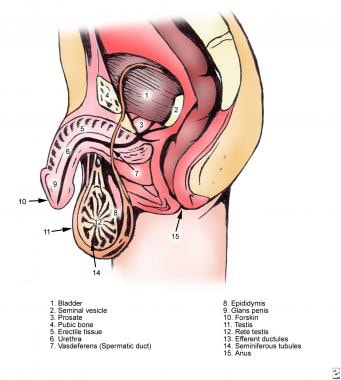 1
2
3
4
5
6
7
8
9
10
11
12
14
15
1. Bladder
2. Seminal vesicle
3. Prosate
4. Pubic bone
5. Erectile tissue
6. Urethra
7. Vasdeferens (Spermatic duct)
8. Epididymis
9. Glans penis
10. Forskin
11. Testis
12. Rete testis
13. Efferent ductules
14. Seminiferous tubules
15. Anus